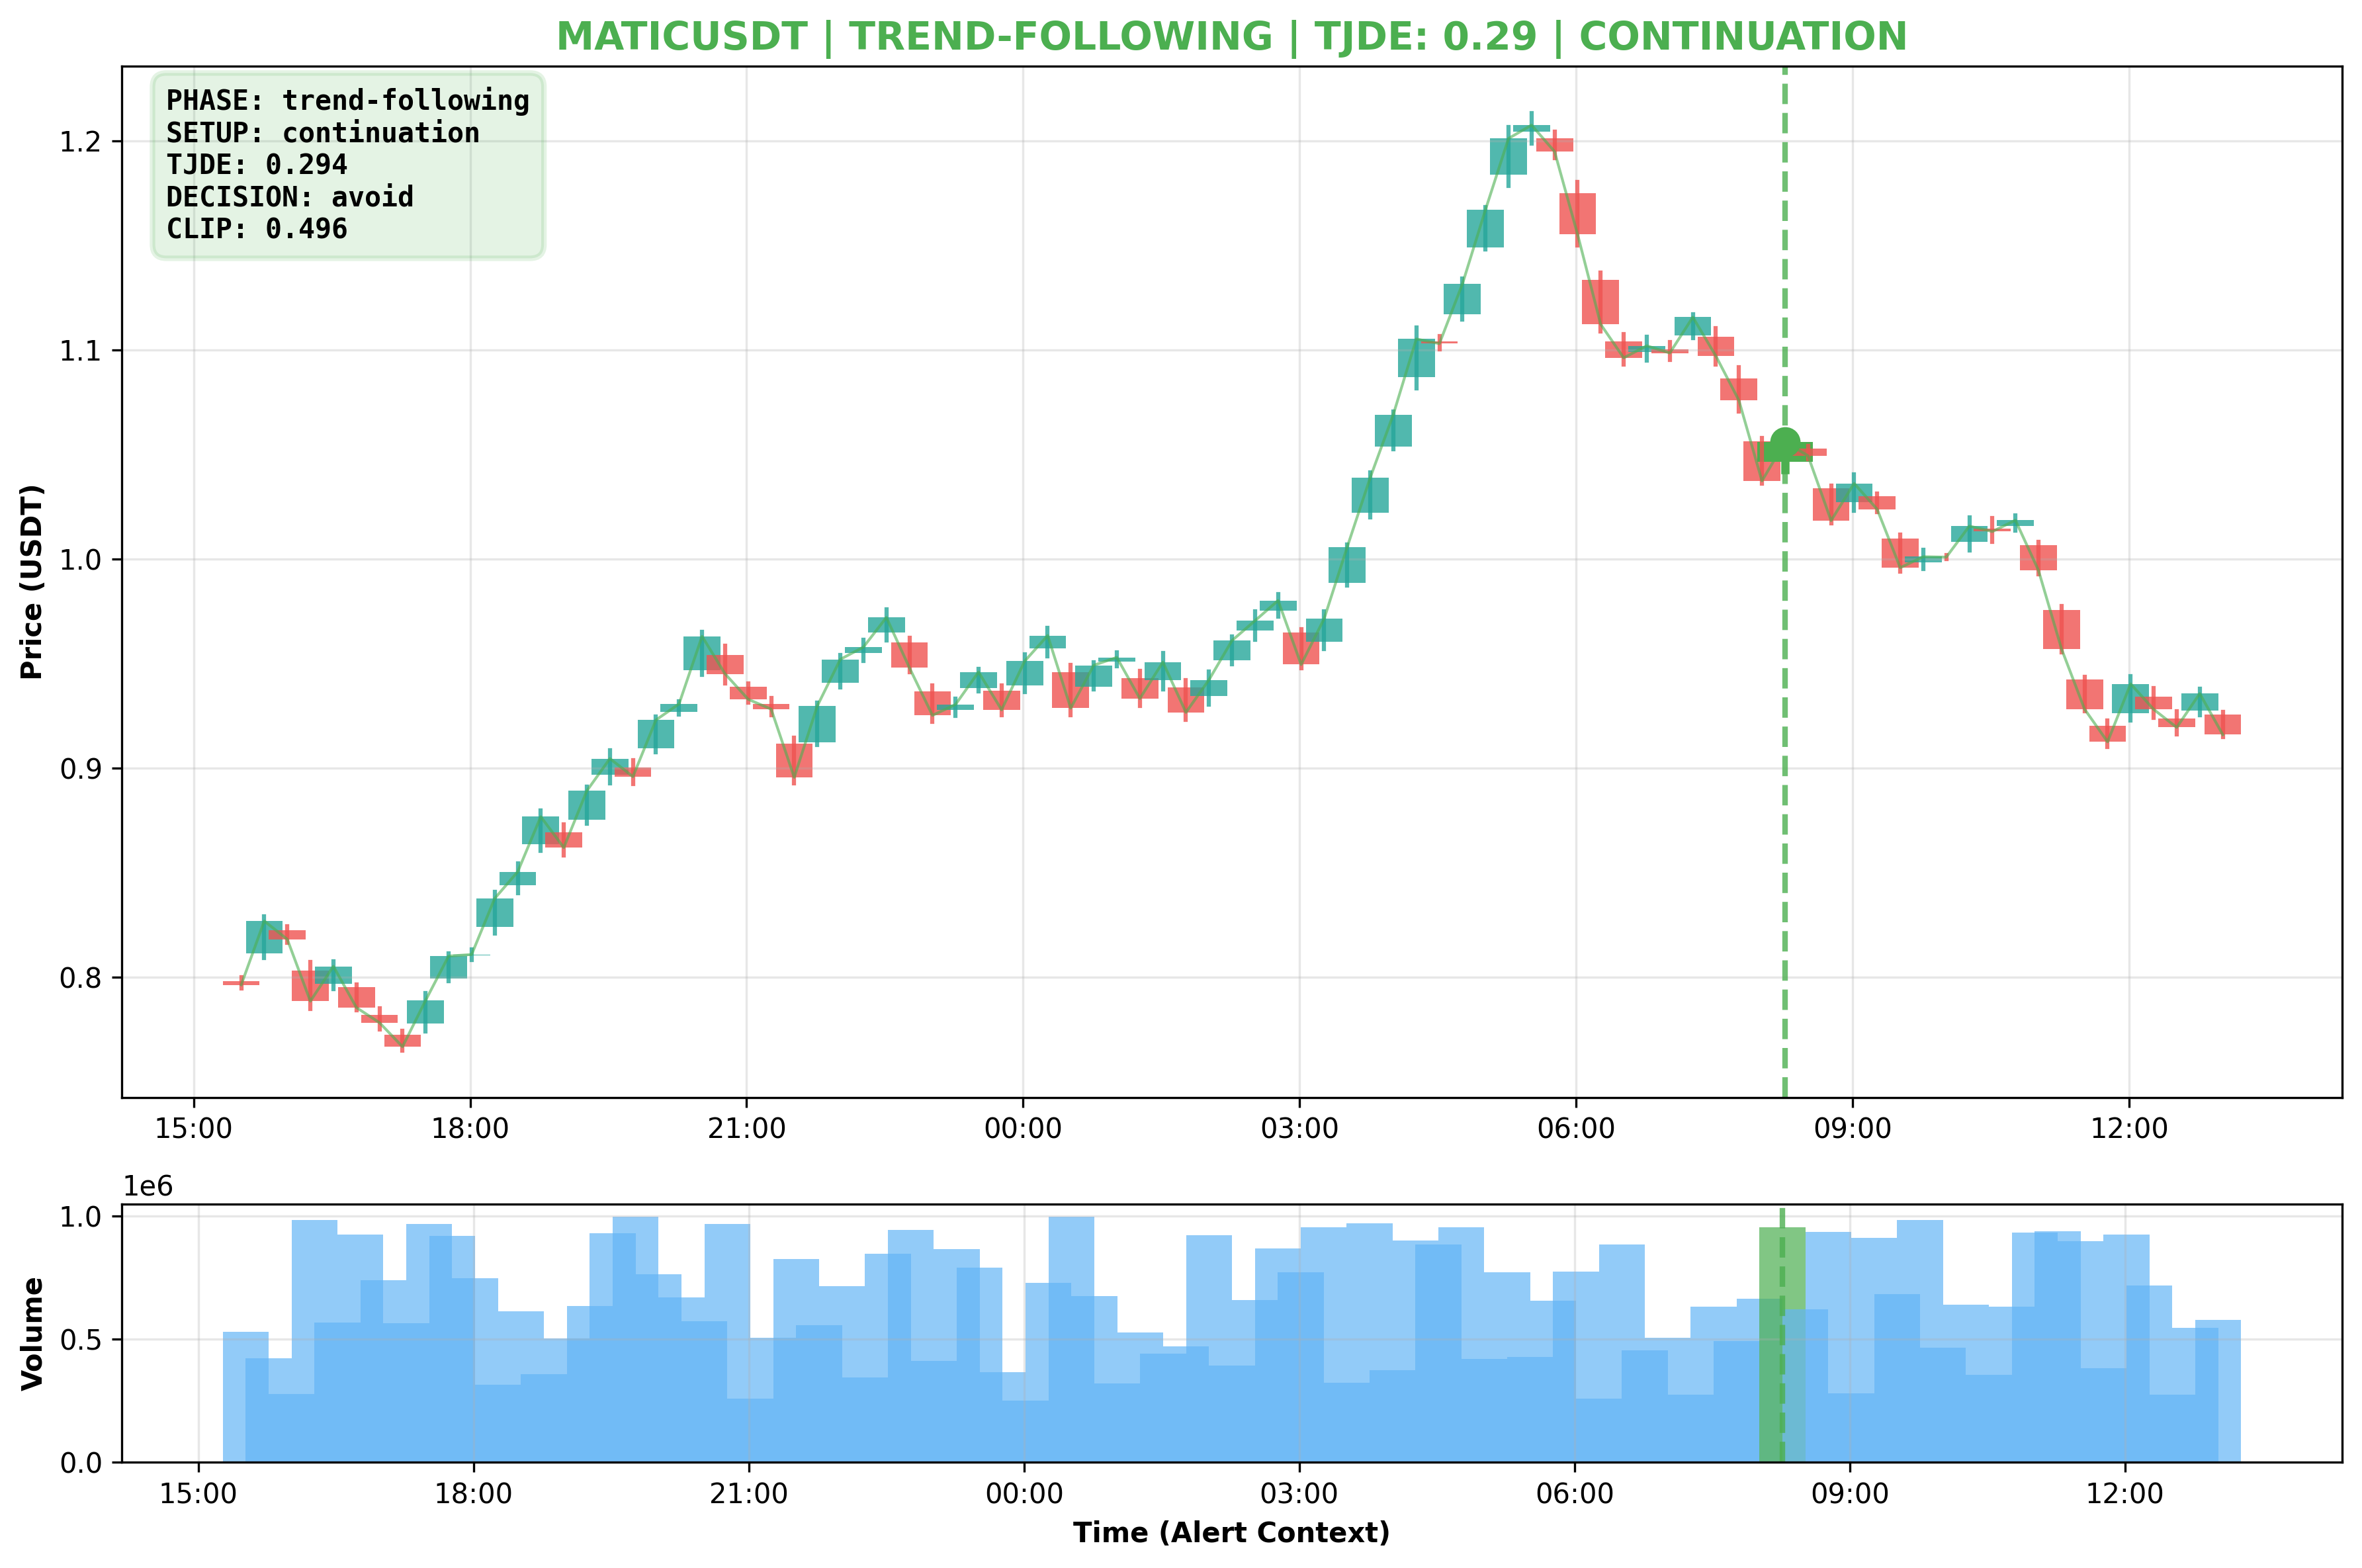 MATICUSDT | TREND-FOLLOWING | TJDE: 0.29 | CONTINUATION
PHASE: trend-following
SETUP: continuation
TJDE: 0.294
DECISION: avoid
CLIP: 0.496
Price (USDT)
1.2
1.1
1.0
0.9
0.8
15:00 18:00 21:00 00:00 03:00 06:00 09:00 12:00
1e6
Volume
1.0
0.5
0.0
15:00 18:00 21:00 00:00 03:00 06:00 09:00 12:00
Time (Alert Context)